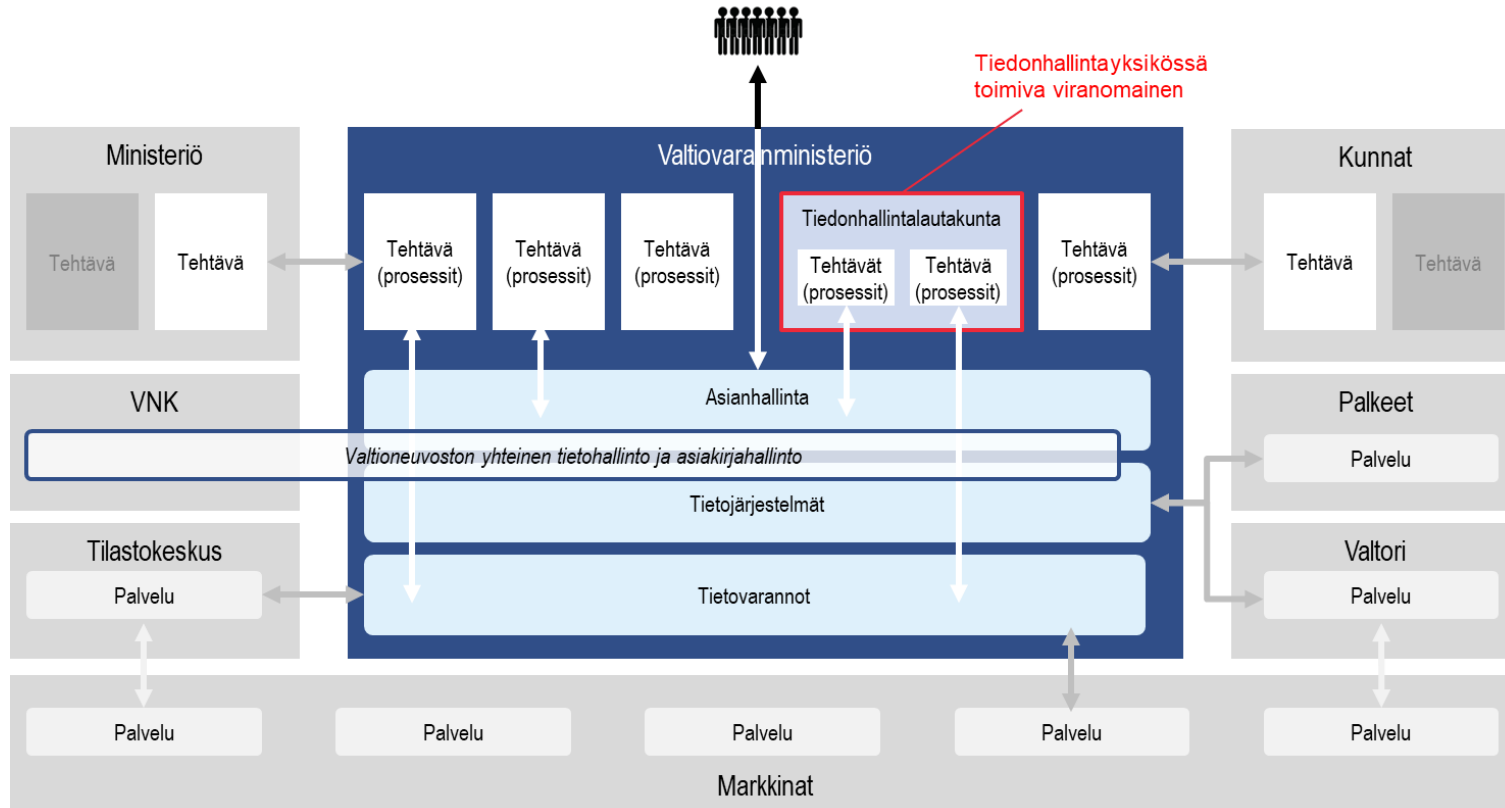 Tiedonhallintayksikössä
toimiva viranomainen
Ministeriö
Tehtävä
Tehtävä
Valtiovarainministeriö
Tehtävä
(prosessit)
Tehtävä
(prosessit)
Tehtävä
(prosessit)
Tiedonhallintalautakunta
Tehtävät
(prosessit)
Tehtävä
(prosessit)
Tehtävä
(prosessit)
Kunnat
Tehtävä
Tehtävä
VNK
Asianhallinta
Valtioneuvoston yhteinen tietohallinto ja asiakirjahallinto
Tietojärjestelmät
Palkeet
Palvelu
Tilastokeskus
Palvelu
Tietovarannot
Valtori
Palvelu
Palvelu
Palvelu
Palvelu
Palvelu
Palvelu
Markkinat